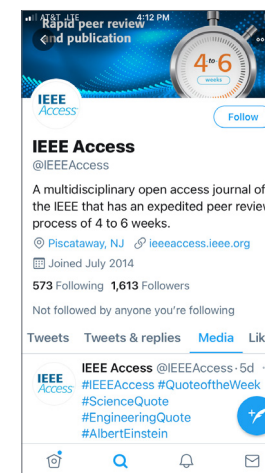 AT&T LTE 4:12 PM
Rapid peer review
and publication
4 to 6
weeks
IEEE
Access
Follow
IEEE Access
@IEEEAccess
A multidisciplinary open access journal of
the IEEE that has an expedited peer review
process of 4 to 6 weeks.
Piscataway, NJ ieeeaccess.ieee.org
Joined July 2014
573 Following 1,613 Followers
Not followed by anyone you're following
Tweets Tweets & replies Media Lik
IEEE Access @IEEEAccess · 5d
IEEE
Access
#IEEEAccess #QuoteoftheWeek
#ScienceQuote
#EngineeringQuote
#AlbertEinstein